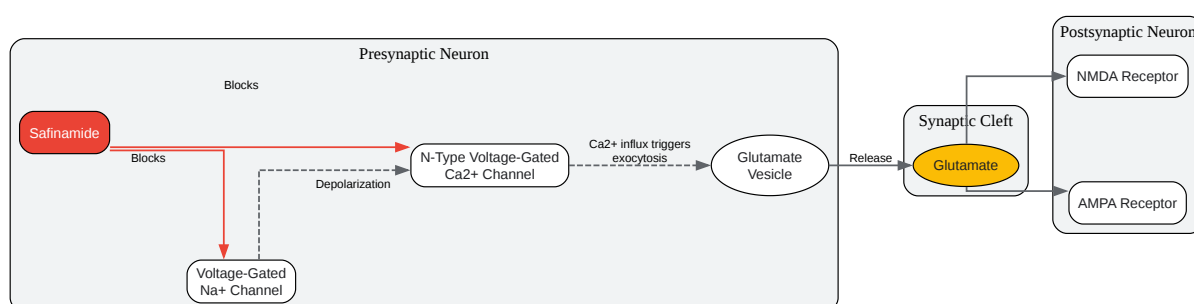 Presynaptic Neuron
Blocks
Safinamide
Blocks
N-Type Voltage-Gated
Ca2+ Channel
Depolarization
Voltage-Gated
Na+ Channel
Ca2+ influx triggers
exocytosis
Glutamate
Vesicle
Release
Synaptic Cleft
Glutamate
Postsynaptic Neuron
NMDA Receptor
AMPA Receptor